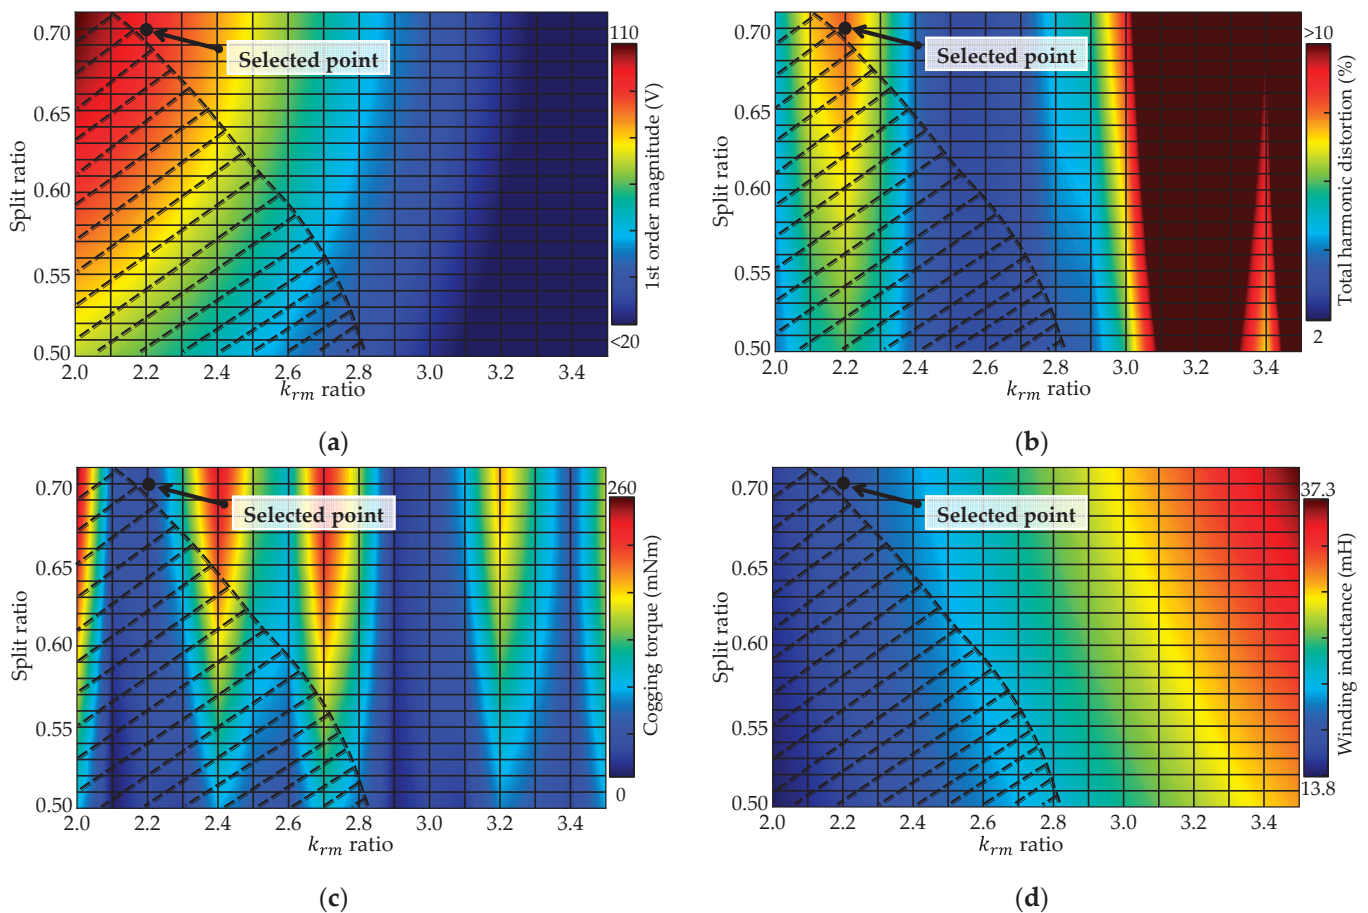 110
0.70
0.65
0.60
0.55
0.50
Split ratio
Selected point
1st order magnitude (V)
<20
2.0 2.2 2.4 2.6 2.8 3.0 3.2 3.4
k_rm ratio
(a)
>10
0.70
0.65
0.60
0.55
0.50
Split ratio
Selected point
Total harmonic distortion (%)
2
2.0 2.2 2.4 2.6 2.8 3.0 3.2 3.4
k_rm ratio
(b)
260
0.70
0.65
0.60
0.55
0.50
Split ratio
Selected point
Cogging torque (mNm)
0
2.0 2.2 2.4 2.6 2.8 3.0 3.2 3.4
k_rm ratio
(c)
37.3
0.70
0.65
0.60
0.55
0.50
Split ratio
Selected point
Winding inductance (mH)
13.8
2.0 2.2 2.4 2.6 2.8 3.0 3.2 3.4
k_rm ratio
(d)